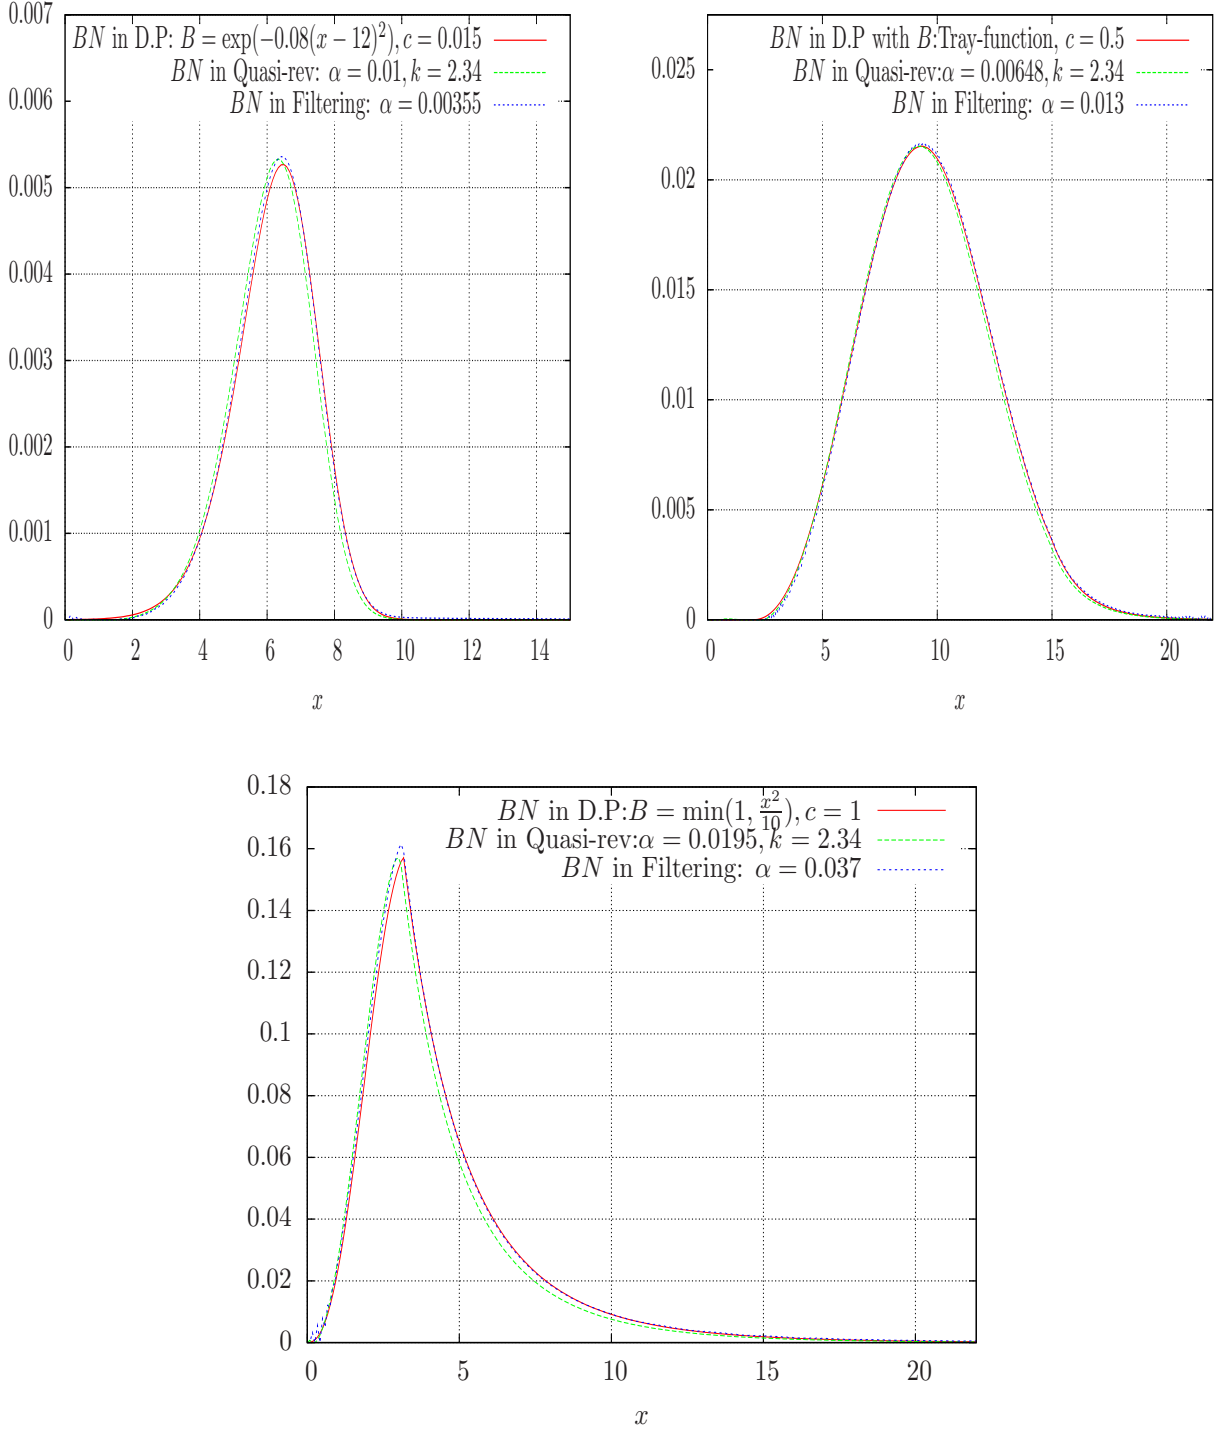 0.007
0.006
0.005
0.004
0.003
0.002
0.001
0
0 2 4 6 8 10 12 14
x
BN in D.P: B = exp(−0.08(x − 12)²), c = 0.015
BN in Quasi-rev: α = 0.01, k = 2.34
BN in Filtering: α = 0.00355
0.025
0.02
0.015
0.01
0.005
0
0 5 10 15 20
x
BN in D.P with B:Tray-function, c = 0.5
BN in Quasi-rev:α = 0.00648, k = 2.34
BN in Filtering: α = 0.013
0.18
0.16
0.14
0.12
0.1
0.08
0.06
0.04
0.02
0
0 5 10 15 20
x
BN in D.P:B = min(1, x²/10), c = 1
BN in Quasi-rev:α = 0.0195, k = 2.34
BN in Filtering: α = 0.037